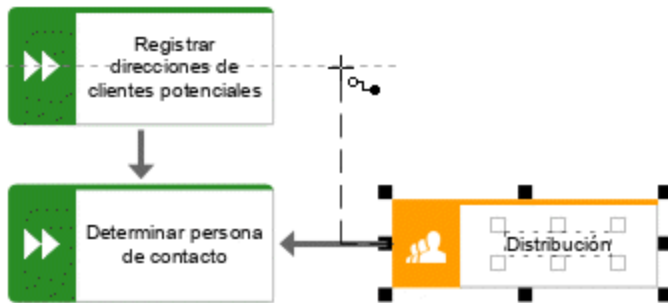 Registrar
direcciones de
clientes potenciales
Determinar persona
de contacto
Distribución